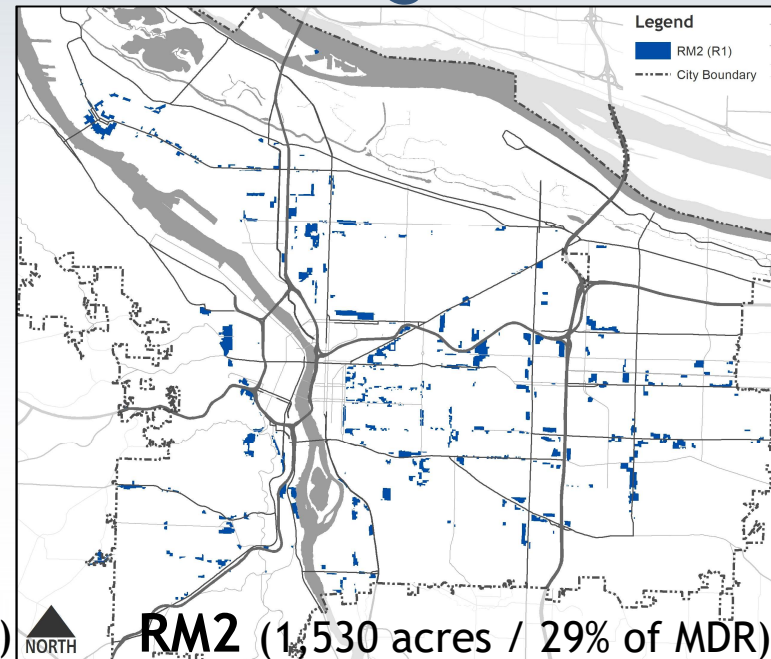 Legend
RM2 (R1)
City Boundary
)
NORTH
RM2 (1,530 acres / 29% of MDR)